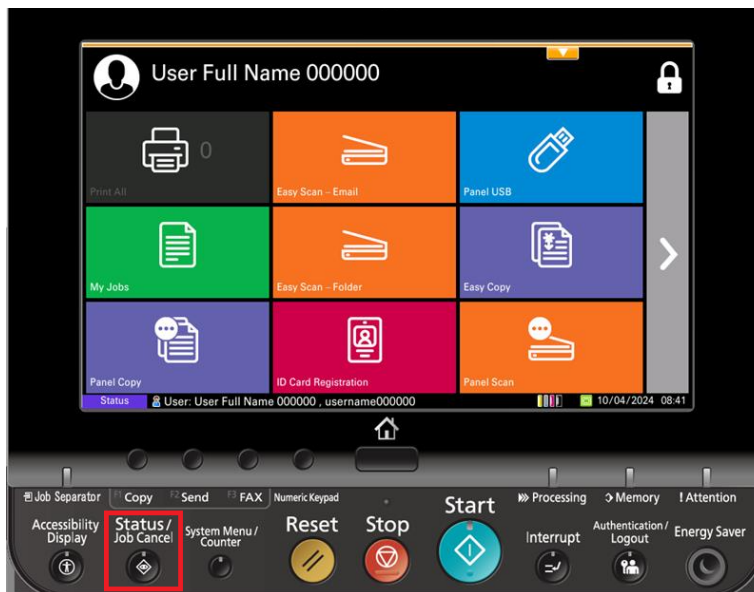 User Full Name 000000
0
Print All
Easy Scan – Email
Panel USB
My Jobs
Easy Scan – Folder
Easy Copy
Panel Copy
ID Card Registration
Panel Scan
Status
User: User Full Name 000000 , username000000
10/04/2024 08:41
Job Separator
F1 Copy
F2 Send
F3 FAX
Numeric Keypad
Processing
Memory
! Attention
Accessibility
Display
Status /
Job Cancel
System Menu /
Counter
Reset
Stop
Start
Interrupt
Authentication /
Logout
Energy Saver